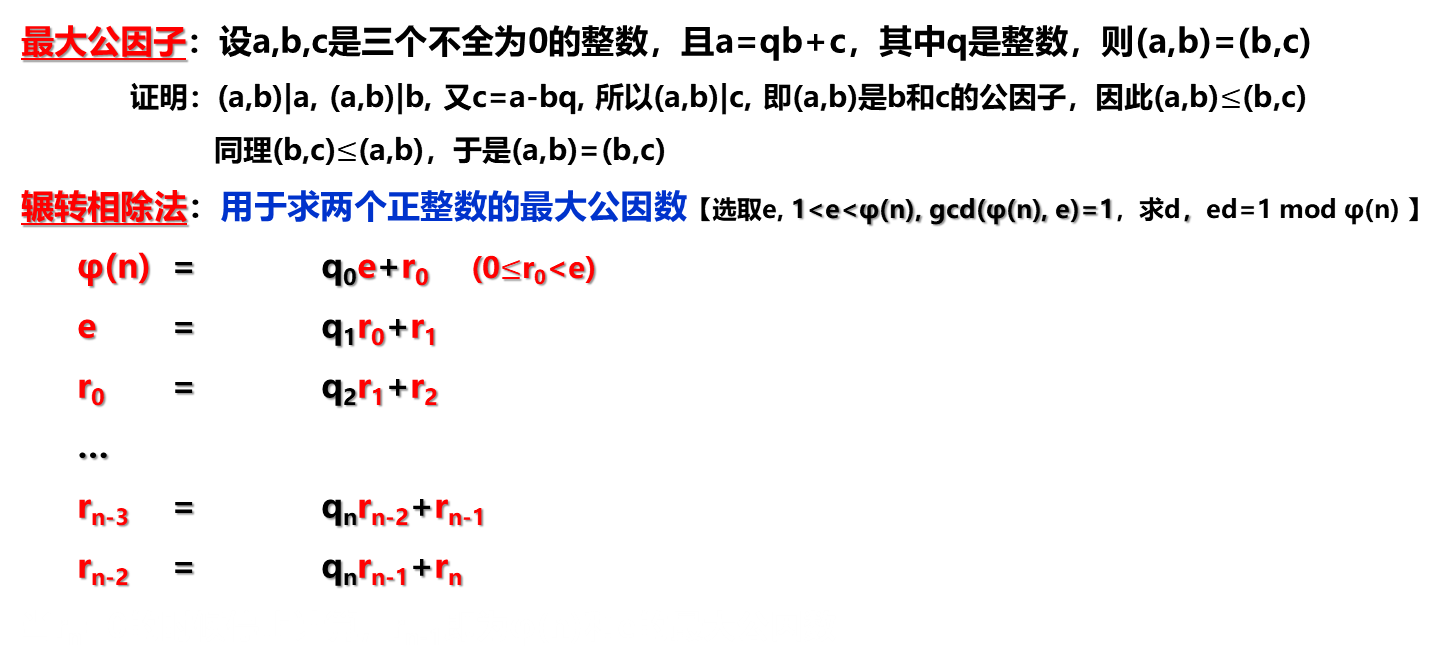 最大公因子：设a,b,c是三个不全为0的整数，且a=qb+c，其中q是整数，则(a,b)=(b,c)
证明：(a,b)|a, (a,b)|b, 又c=a-bq, 所以(a,b)|c, 即(a,b)是b和c的公因子，因此(a,b)≤(b,c)
同理(b,c)≤(a,b)，于是(a,b)=(b,c)
辗转相除法：用于求两个正整数的最大公因数【选取e, 1<e<φ(n), gcd(φ(n), e)=1，求d，ed=1 mod φ(n) 】
φ(n) = q₀e+r₀ (0≤r₀<e)
e = q₁r₀+r₁
r₀ = q₂r₁+r₂
...
rₙ₋₃ = qₙrₙ₋₂+rₙ₋₁
rₙ₋₂ = qₙrₙ₋₁+rₙ